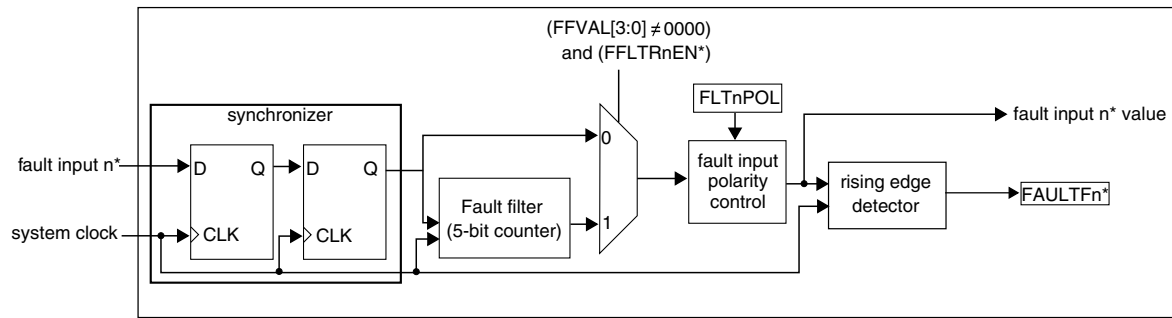 (FFVAL[3:0] ≠ 0000)
and (FFLTRnEN*)
FLTnPOL
synchronizer
fault input n*
D
Q
D
Q
system clock
CLK
CLK
Fault filter
(5-bit counter)
0
1
fault input
polarity
control
rising edge
detector
fault input n* value
FAULTFn*